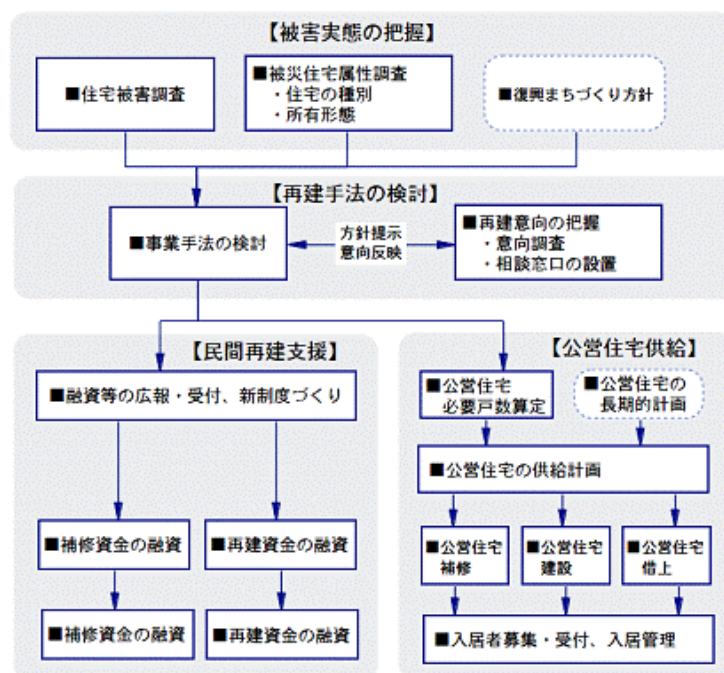 【被害実態の把握】
■住宅被害調査
■被災住宅属性調査
・住宅の種別
・所有形態
■復興まちづくり方針
【再建手法の検討】
■事業手法の検討
方針提示
意向反映
■再建意向の把握
・意向調査
・相談窓口の設置
【民間再建支援】
■融資等の広報・受付、新制度づくり
■補修資金の融資
■再建資金の融資
■補修資金の融資
■再建資金の融資
【公営住宅供給】
■公営住宅
必要戸数算定
■公営住宅の
長期的計画
■公営住宅の供給計画
■公営住宅
補修
■公営住宅
建設
■公営住宅
借上
■入居者募集・受付、入居管理